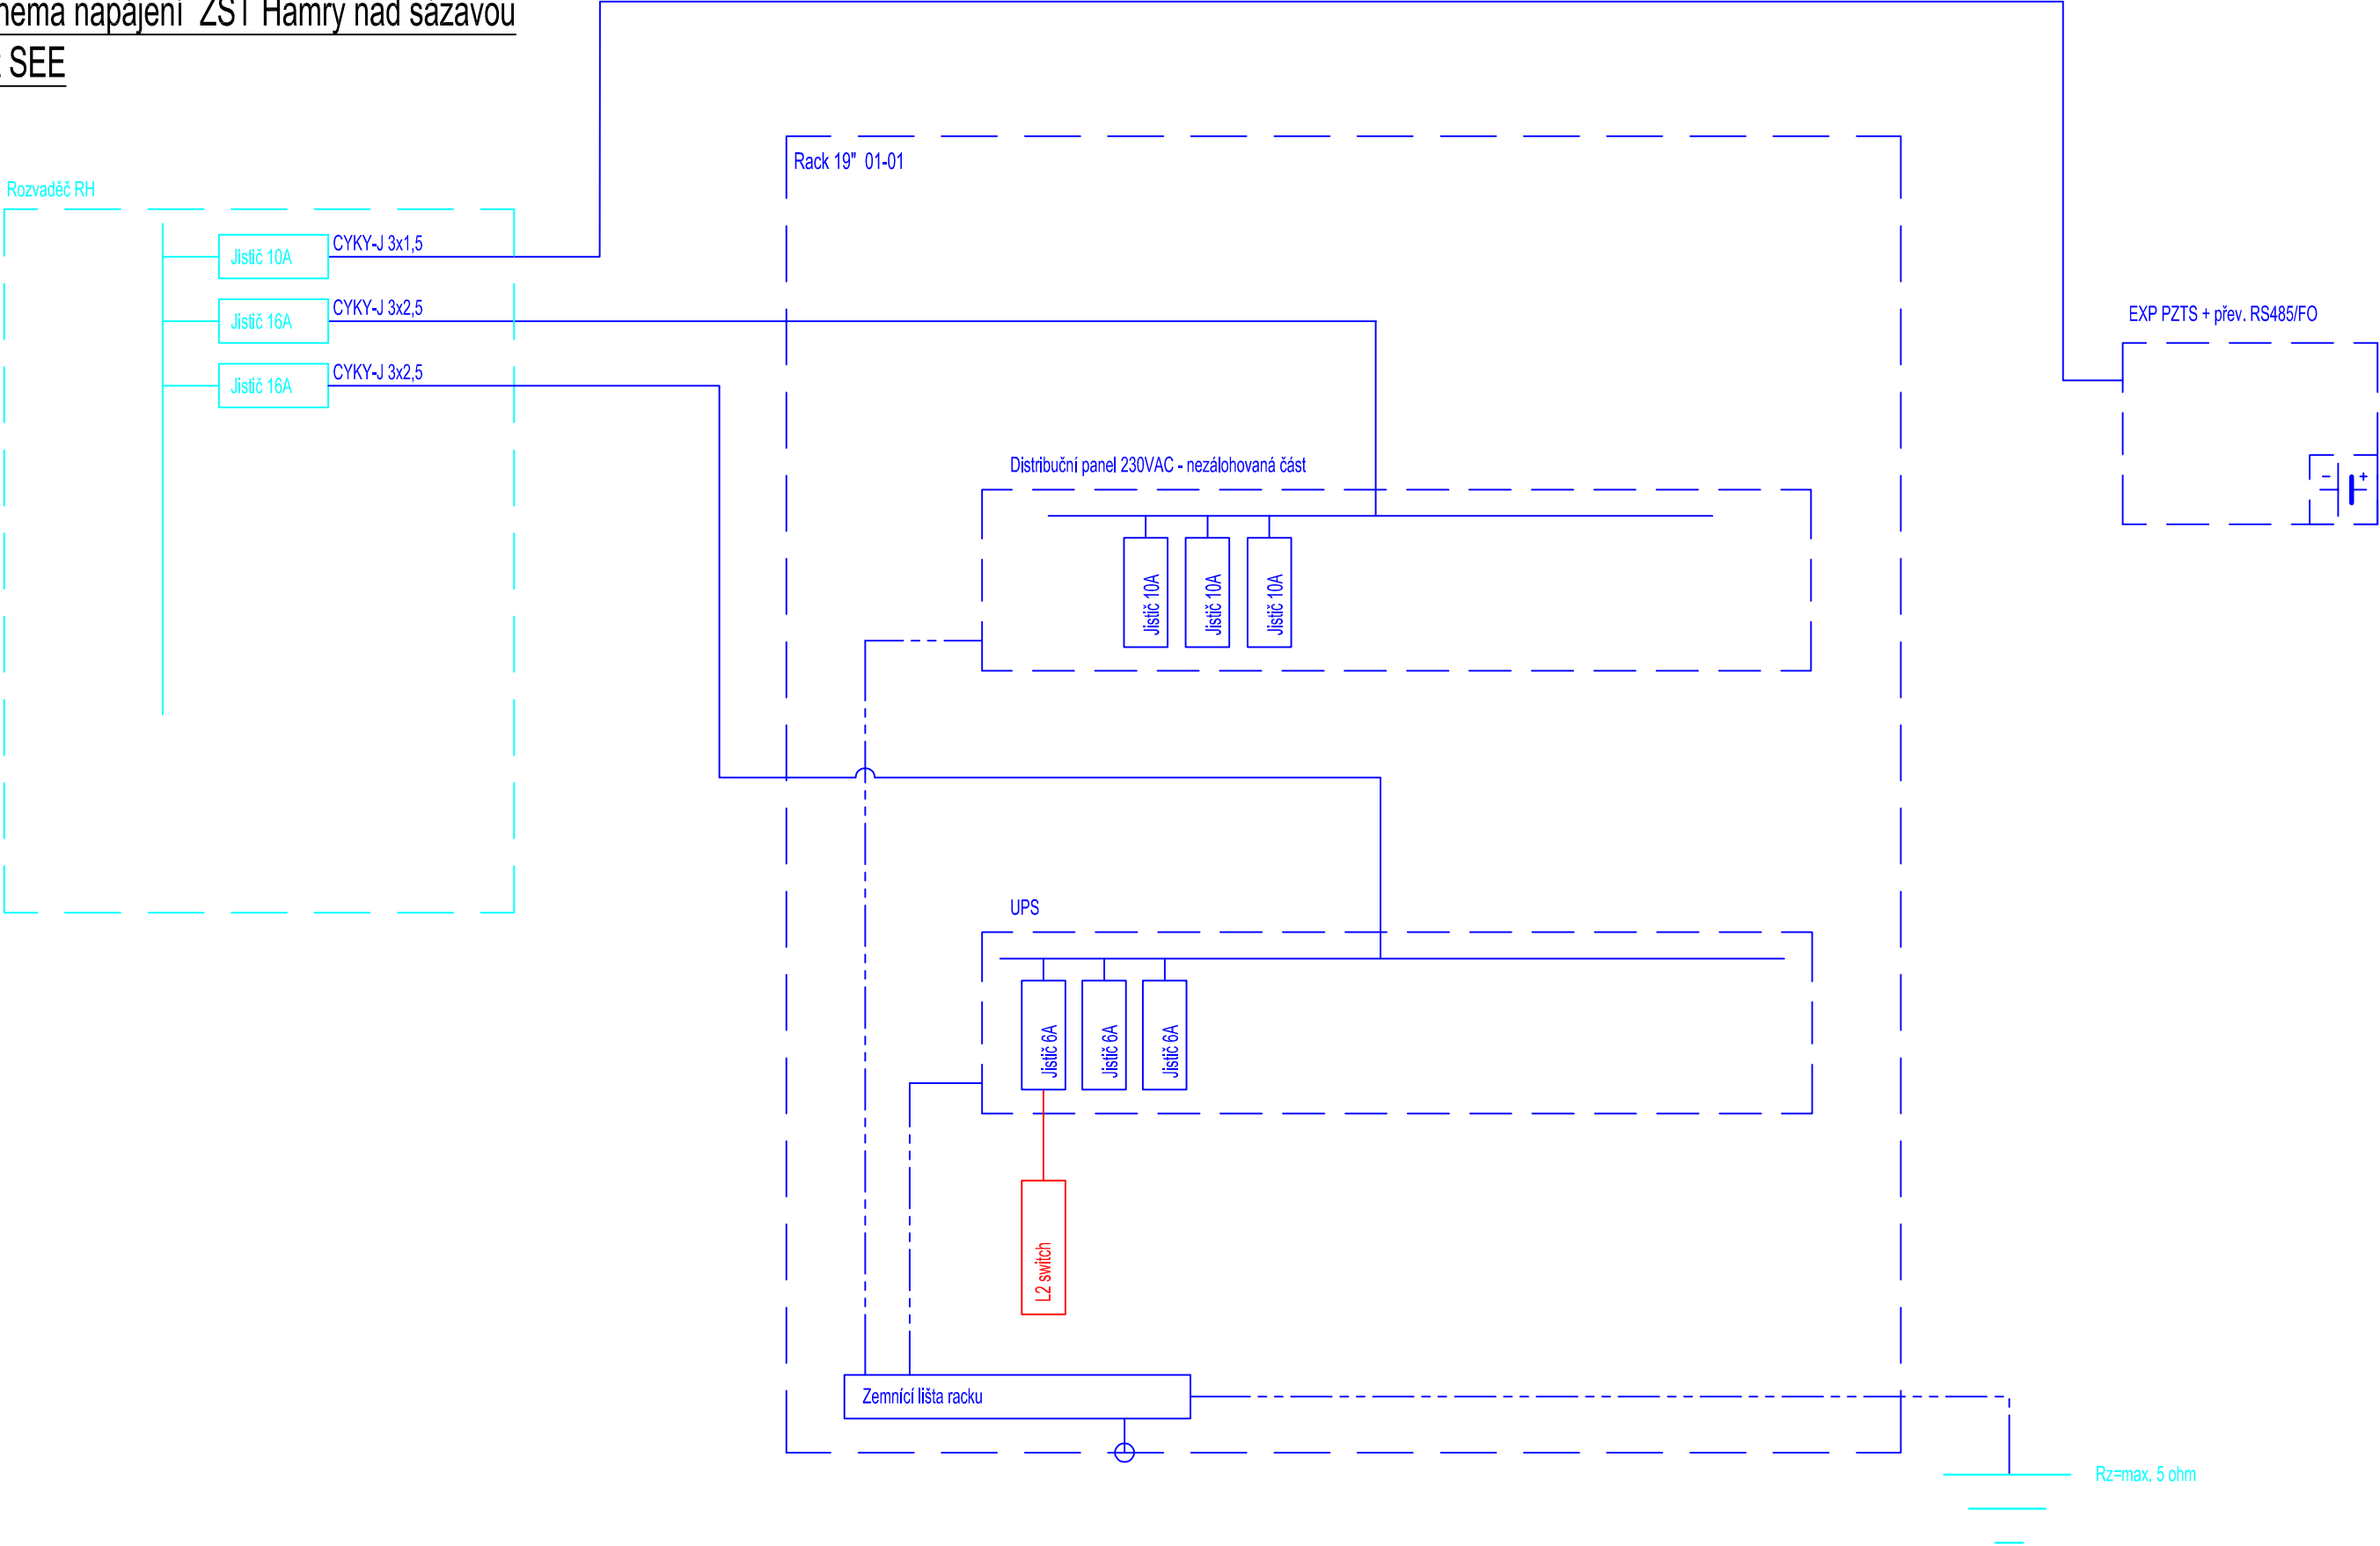 napájení ŽST Hamry nad sázavou
SEE
Rack 19" 01-01
Rozvaděč RH
Jistič 10A
CYKY-J 3x1,5
Jistič 16A
CYKY-J 3x2,5
Jistič 16A
CYKY-J 3x2,5
EXP PZTS + přev. RS485/FO
- +
Distribuční panel 230VAC - nezálohovaná část
Jistič 10A
Jistič 10A
Jistič 10A
UPS
Jistič 6A
Jistič 6A
Jistič 6A
L2 switch
Zemnící lišta racku
Rz=max. 5 ohm